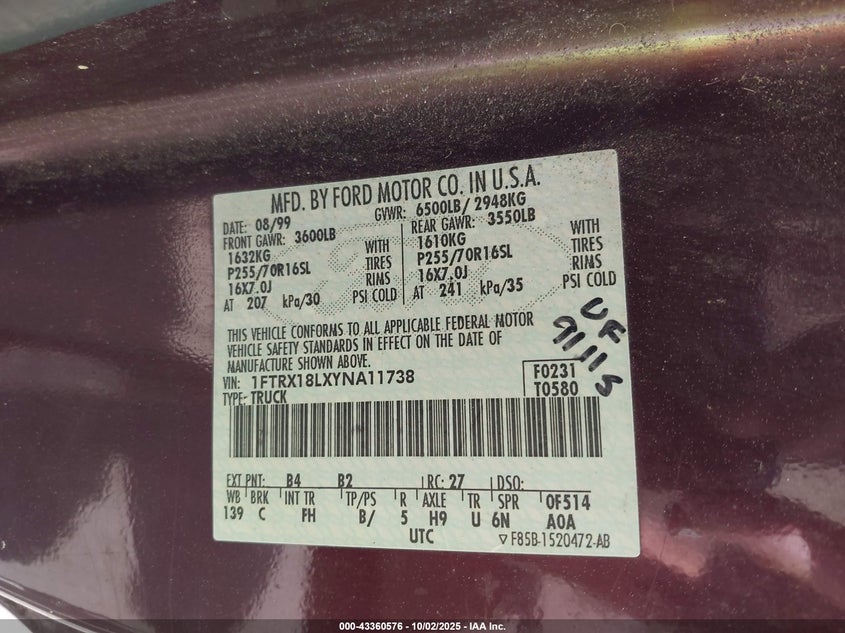 MFD. BY FORD MOTOR CO. IN U.S.A.
DATE: 08/99 GVWR: 6500LB/ 2948KG
FRONT GAWR: 3600LB REAR GAWR: 3550LB
1632KG WITH 1610KG WITH
P255/70R16SL TIRES P255/70R16SL TIRES
16X7.0J RIMS 16X7.0J RIMS
AT 207 kPa/30 PSI COLD AT 241 kPa/35 PSI COLD
THIS VEHICLE CONFORMS TO ALL APPLICABLE FEDERAL MOTOR
VEHICLE SAFETY STANDARDS IN EFFECT ON THE DATE OF
MANUFACTURE SHOWN ABOVE.
VIN: 1FTRX18LXYNA11738 F0231
TYPE: TRUCK T0580
UF
EXT PNT: B4 B2 RC: 27 DSO:
WB BRK INT TR TP/PS R AXLE TR SPR 0F514
139 C FH B/ 5 H9 U 6N A0A
UTC ▽ F85B-1520472-AB
000-43360576 - 10/02/2025 - IAA Inc.